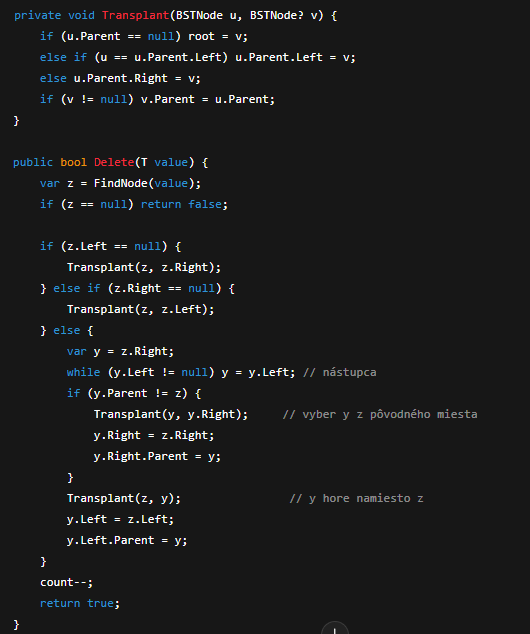 private void Transplant(BSTNode u, BSTNode? v) {
    if (u.Parent == null) root = v;
    else if (u == u.Parent.Left) u.Parent.Left = v;
    else u.Parent.Right = v;
    if (v != null) v.Parent = u.Parent;
}

public bool Delete(T value) {
    var z = FindNode(value);
    if (z == null) return false;

    if (z.Left == null) {
        Transplant(z, z.Right);
    } else if (z.Right == null) {
        Transplant(z, z.Left);
    } else {
        var y = z.Right;
        while (y.Left != null) y = y.Left; // nástupca
        if (y.Parent != z) {
            Transplant(y, y.Right);     // vyber y z pôvodného miesta
            y.Right = z.Right;
            y.Right.Parent = y;
        }
        Transplant(z, y);                // y hore namiesto z
        y.Left = z.Left;
        y.Left.Parent = y;
    }
    count--;
    return true;
}